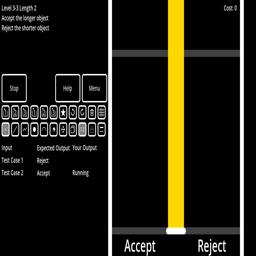 Level 3-3 Length 2
Accept the longer object
Reject the shorter object
Cost: 0
Stop
Help
Menu
Input
Expected Output
Your Output
Test Case 1
Reject
Test Case 2
Accept
Running
Accept
Reject